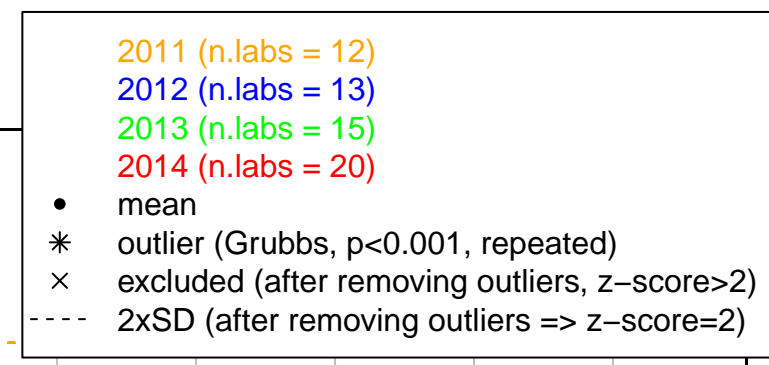 2011 (n.labs = 12)
2012 (n.labs = 13)
2013 (n.labs = 15)
2014 (n.labs = 20)
mean
outlier (Grubbs, p<0.001, repeated)
excluded (after removing outliers, z−score>2)
2xSD (after removing outliers => z−score=2)